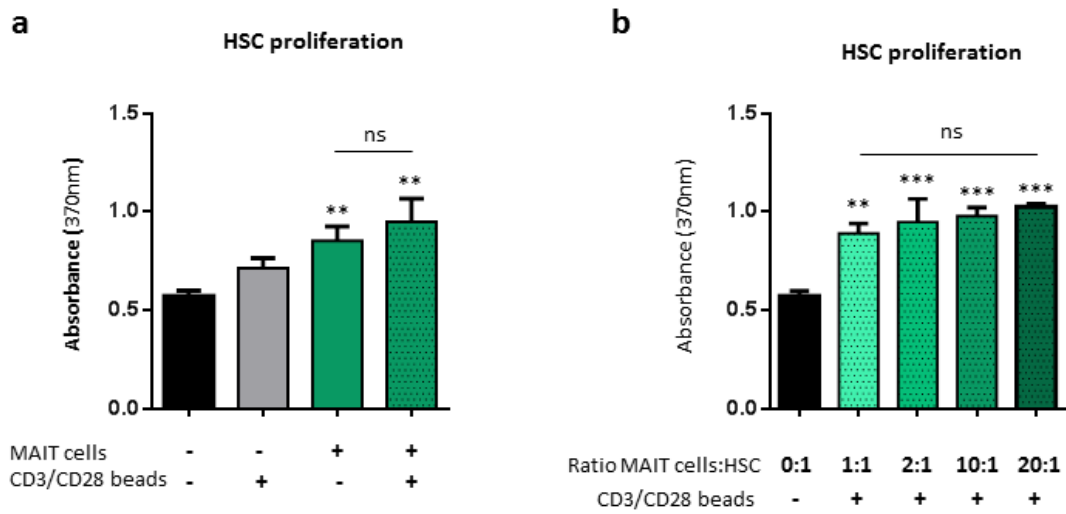 a
HSC proliferation
Absorbance (370nm)
1.5
1.0
0.5
0.0
ns
** **
MAIT cells - - + +
CD3/CD28 beads - + - +
b
HSC proliferation
Absorbance (370nm)
1.5
1.0
0.5
0.0
ns
** *** *** ***
Ratio MAIT cells:HSC 0:1 1:1 2:1 10:1 20:1
CD3/CD28 beads - + + + +